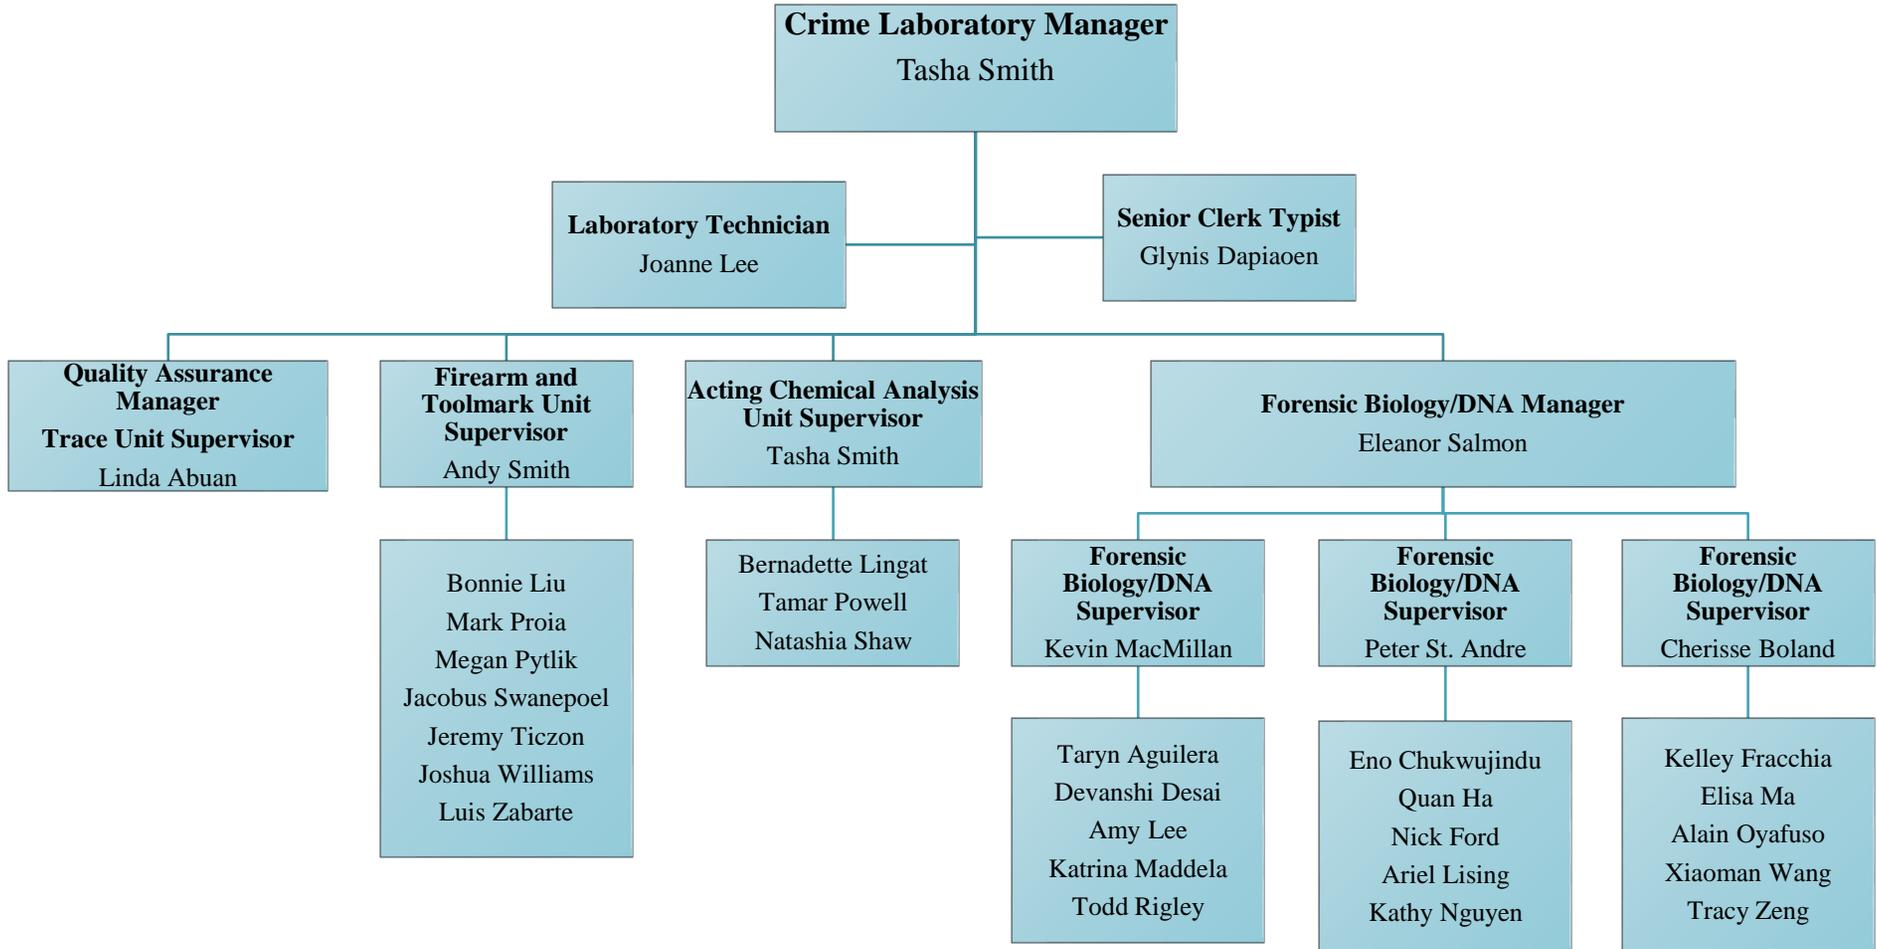 Crime Laboratory Manager
Tasha Smith
Laboratory Technician
Joanne Lee
Senior Clerk Typist
Glynis Dapiaoen
Quality Assurance
Manager
Trace Unit Supervisor
Linda Abuan
Firearm and
Toolmark Unit
Supervisor
Andy Smith
Acting Chemical Analysis
Unit Supervisor
Tasha Smith
Forensic Biology/DNA Manager
Eleanor Salmon
Bonnie Liu
Mark Proia
Megan Pytlik
Jacobus Swanepoel
Jeremy Ticzon
Joshua Williams
Luis Zabarte
Bernadette Lingat
Tamar Powell
Natashia Shaw
Forensic
Biology/DNA
Supervisor
Kevin MacMillan
Forensic
Biology/DNA
Supervisor
Peter St. Andre
Forensic
Biology/DNA
Supervisor
Cherisse Boland
Taryn Aguilera
Devanshi Desai
Amy Lee
Katrina Maddela
Todd Rigley
Eno Chukwujindu
Quan Ha
Nick Ford
Ariel Lising
Kathy Nguyen
Kelley Fracchia
Elisa Ma
Alain Oyafuso
Xiaoman Wang
Tracy Zeng